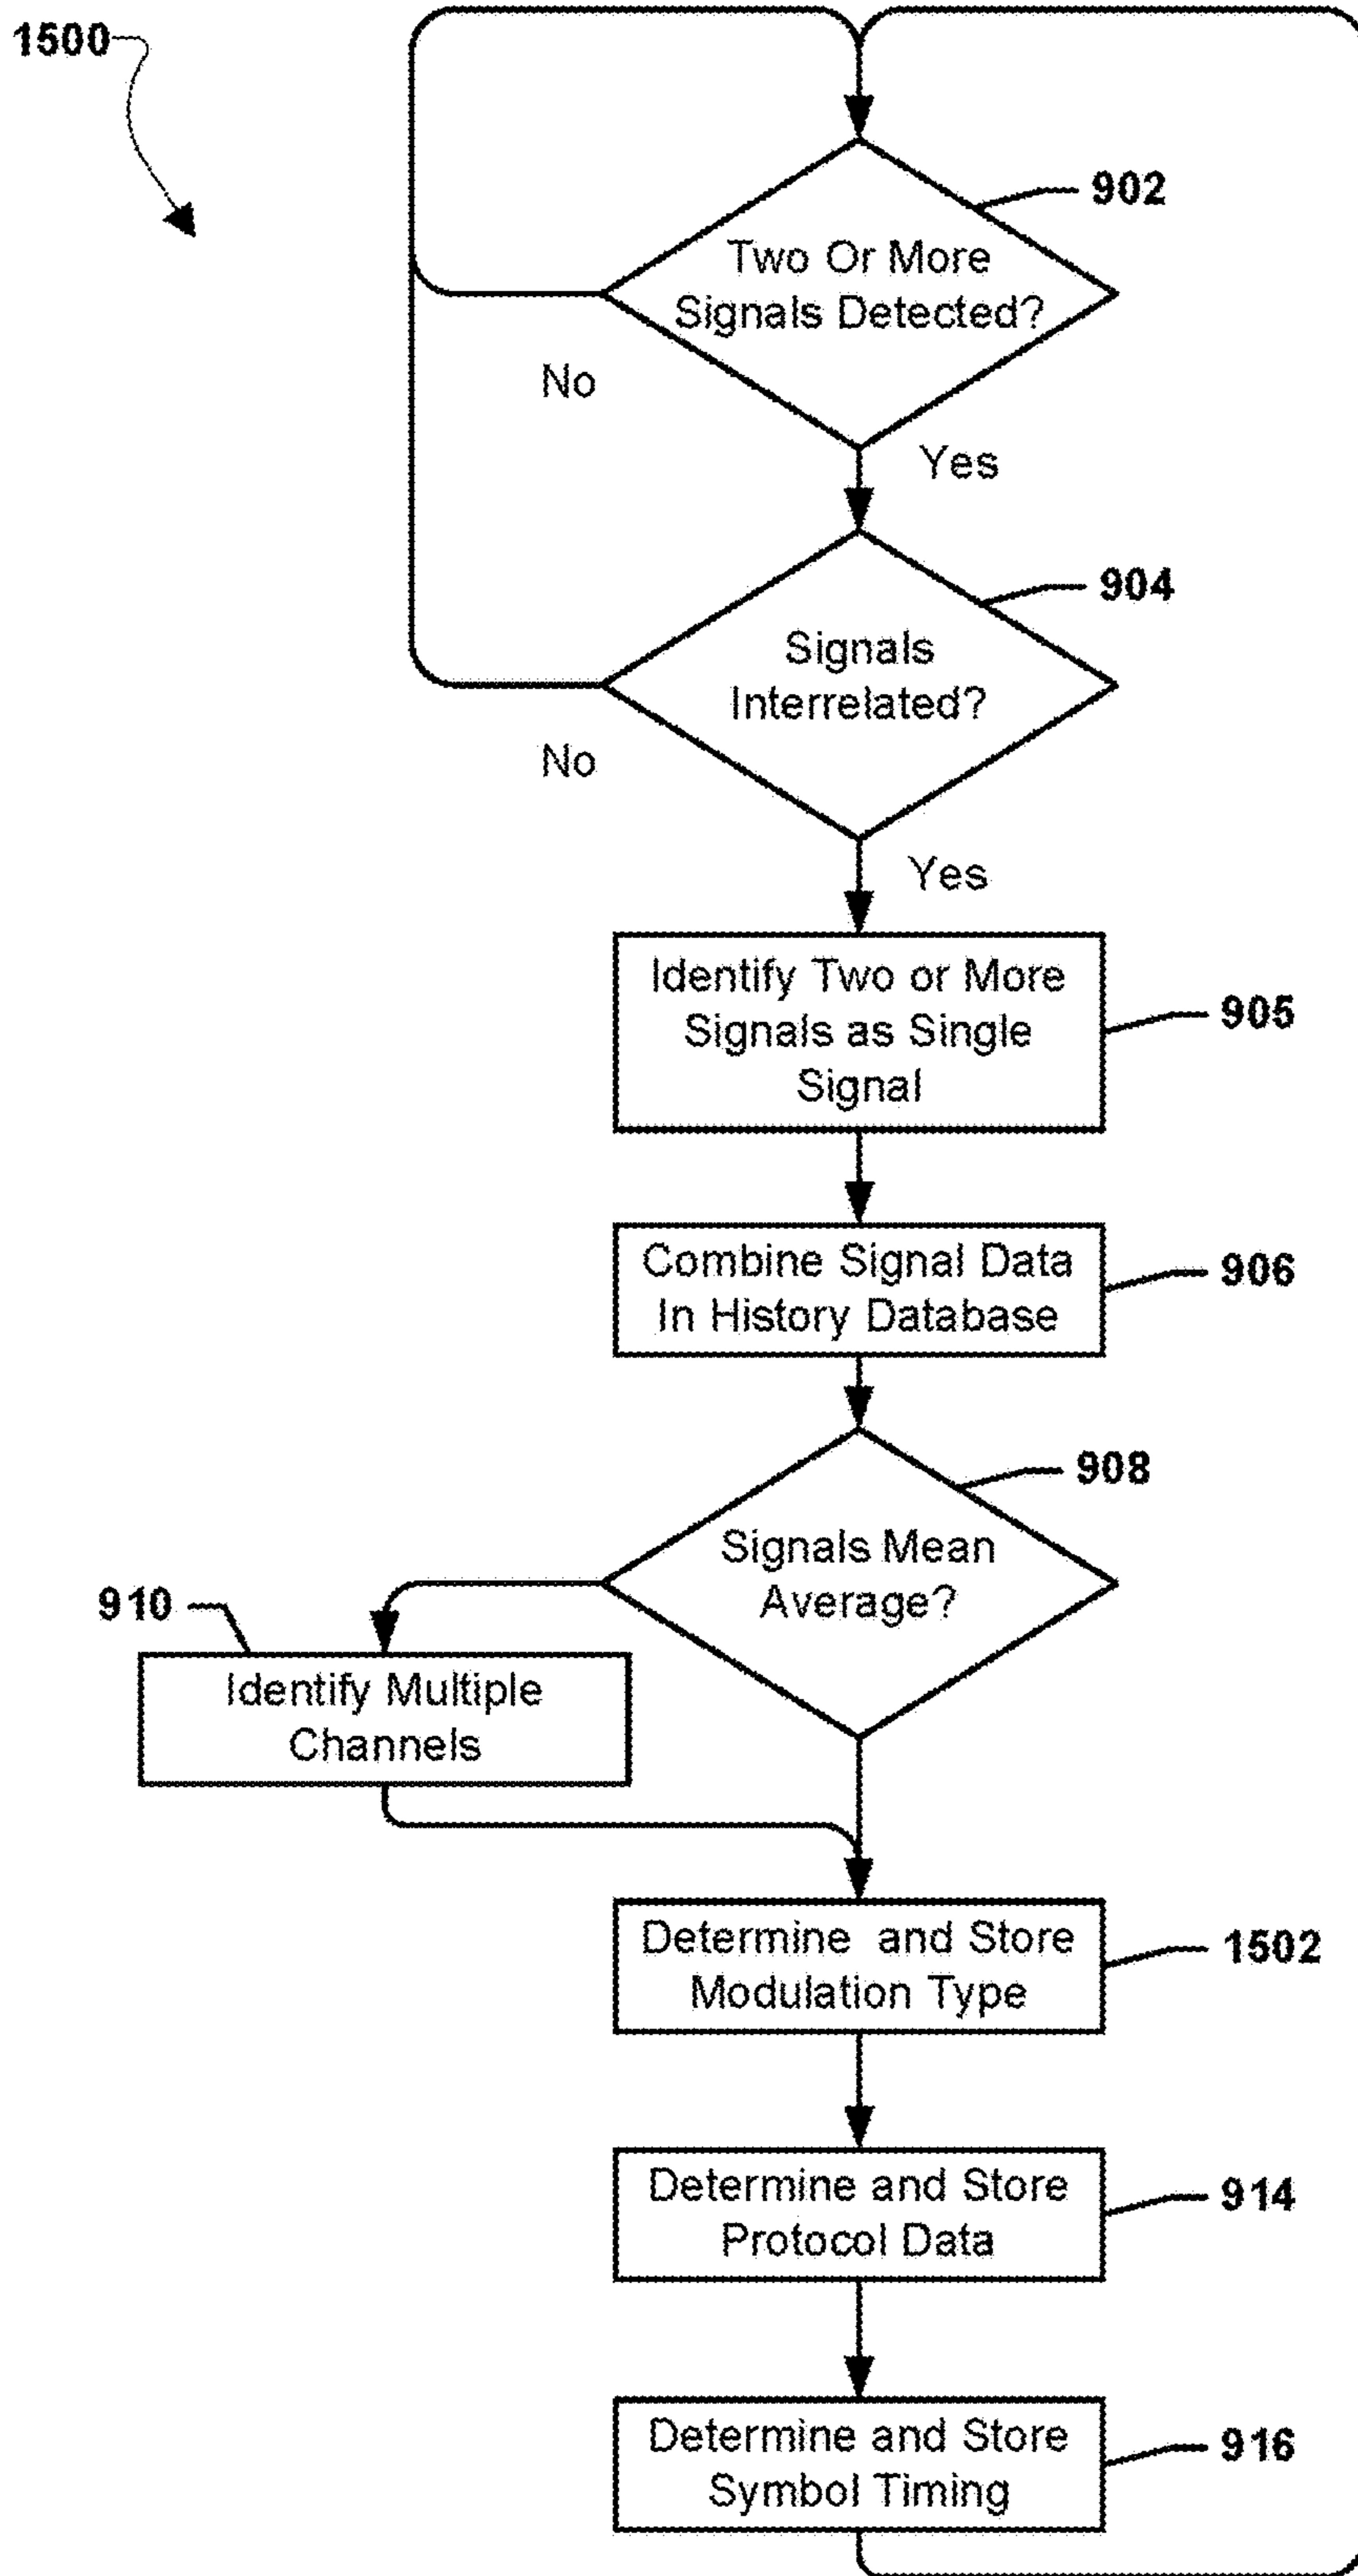 1500
902
Two Or More
Signals Detected?
No
Yes
904
Signals
Interrelated?
No
Yes
Identify Two or More
Signals as Single
Signal
905
Combine Signal Data
In History Database
906
908
Signals Mean
Average?
910
Identify Multiple
Channels
Determine and Store
Modulation Type
1502
Determine and Store
Protocol Data
914
Determine and Store
Symbol Timing
916